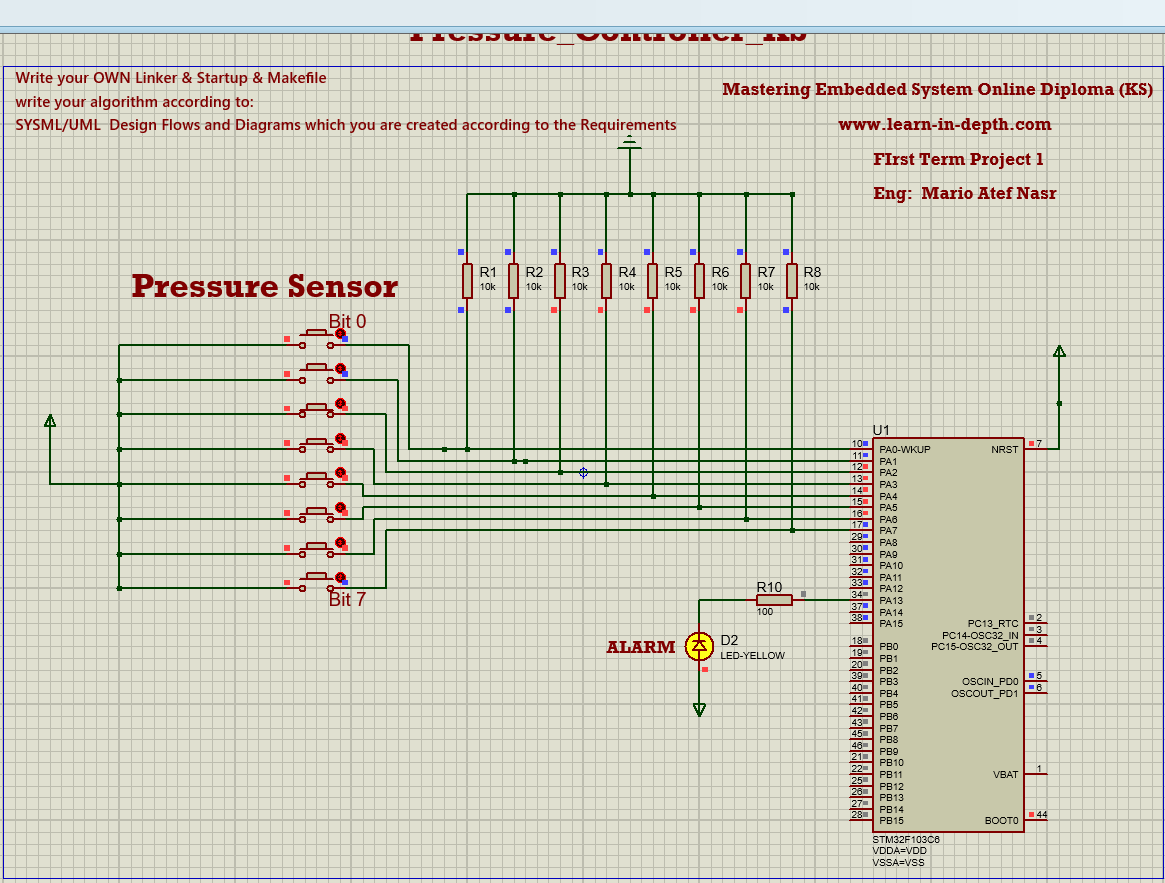 Pressure_Controller_Ks
Write your OWN Linker & Startup & Makefile
write your algorithm according to:
SYSML/UML Design Flows and Diagrams which you are created according to the Requirements
Mastering Embedded System Online Diploma (KS)
www.learn-in-depth.com
FIrst Term Project 1
Eng: Mario Atef Nasr
R1 R2 R3 R4 R5 R6 R7 R8
10k 10k 10k 10k 10k 10k 10k 10k
Pressure Sensor
Bit 0
Bit 7
U1
10 PA0-WKUP NRST 7
11 PA1
12 PA2
13 PA3
14 PA4
15 PA5
16 PA6
17 PA7
29 PA8
30 PA9
31 PA10
32 PA11
33 PA12
34 PA13
37 PA14
38 PA15
R10
100
ALARM
D2
LED-YELLOW
PC13_RTC 2
PC14-OSC32_IN 3
PC15-OSC32_OUT 4
18 PB0
19 PB1
20 PB2
39 PB3
40 PB4
41 PB5
42 PB6
43 PB7
45 PB8
46 PB9
21 PB10
22 PB11
25 PB12
26 PB13
27 PB14
28 PB15
OSCIN_PD0 5
OSCOUT_PD1 6
VBAT 1
BOOT0 44
STM32F103C6
VDDA=VDD
VSSA=VSS